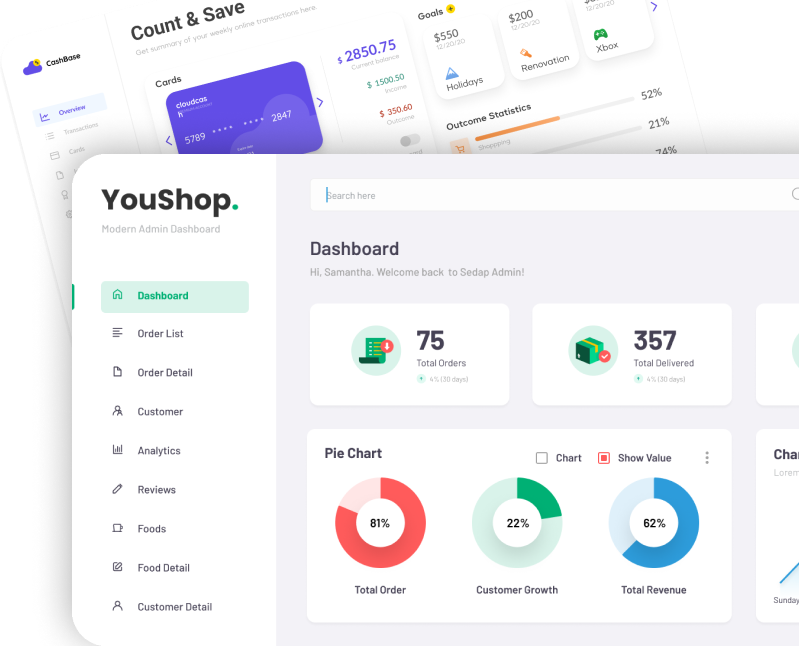 Count & Save
Get summary of your weekly online transactions here
CashBase
Overview
Transactions
Cards
Cards
cloudcas
h
5789 **** **** 2847
$ 2850.75
Current balance
$ 1500.50
Income
$ 350.60
Outcome
Goals
$550
12/20/20
Holidays
$200
12/20/20
Renovation
12/20/20
Xbox
Outcome Statistics
Shopping
52%
21%
74%
YouShop.
Modern Admin Dashboard
Search here
Dashboard
Hi, Samantha. Welcome back to Sedap Admin!
Dashboard
Order List
Order Detail
Customer
Analytics
Reviews
Foods
Food Detail
Customer Detail
75
Total Orders
4% (30 days)
357
Total Delivered
4% (30 days)
Pie Chart
Chart
Show Value
81%
22%
62%
Total Order
Customer Growth
Total Revenue
Cha
Lorem
Sunday